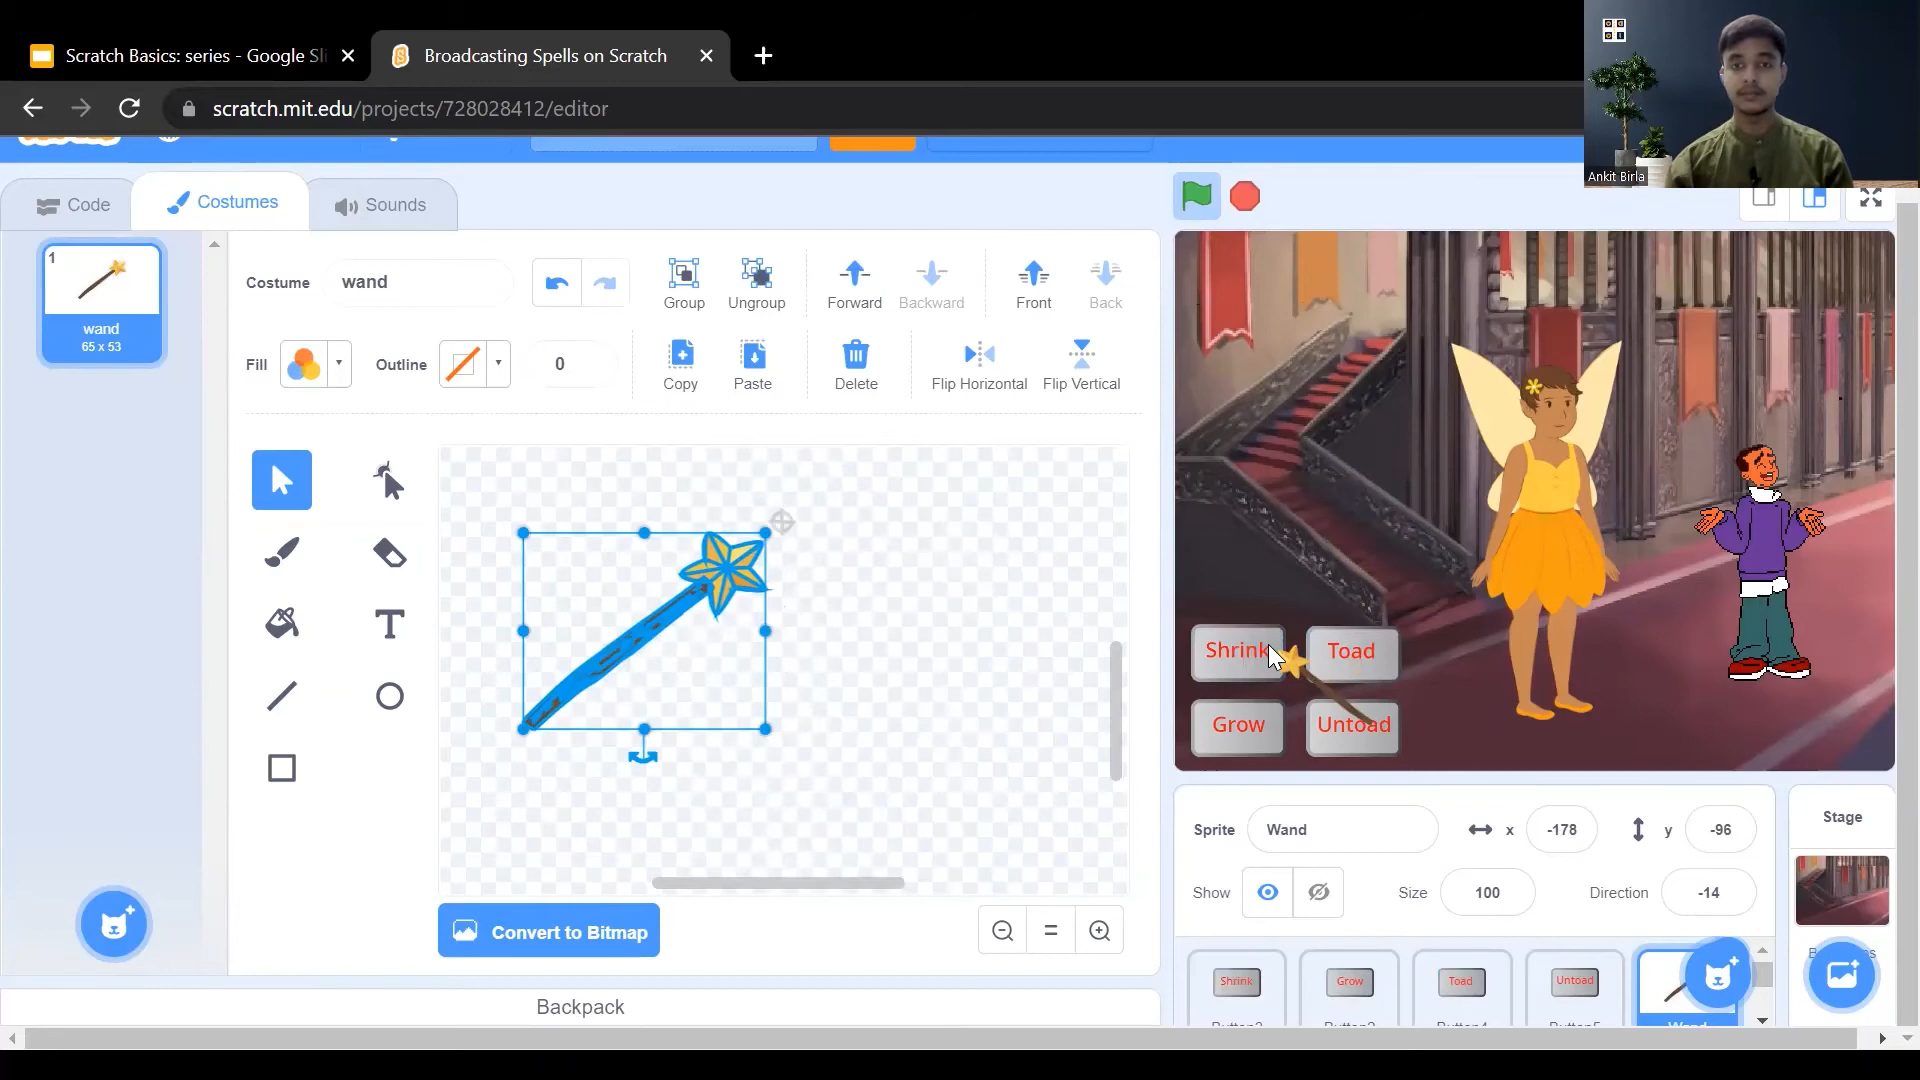 Scratch Basics: series - Google Sli
Broadcasting Spells on Scratch
scratch.mit.edu/projects/728028412/editor
Ankit Birla
Code
Costumes
Sounds
1
wand
65 x 53
Costume
wand
Group
Ungroup
Forward
Backward
Front
Back
Fill
Outline
0
Copy
Paste
Delete
Flip Horizontal
Flip Vertical
Convert to Bitmap
Backpack
Shrink
Toad
Grow
Untoad
Sprite
Wand
x
-178
y
-96
Show
Size
100
Direction
-14
Stage
Shrink
Grow
Toad
Untoad